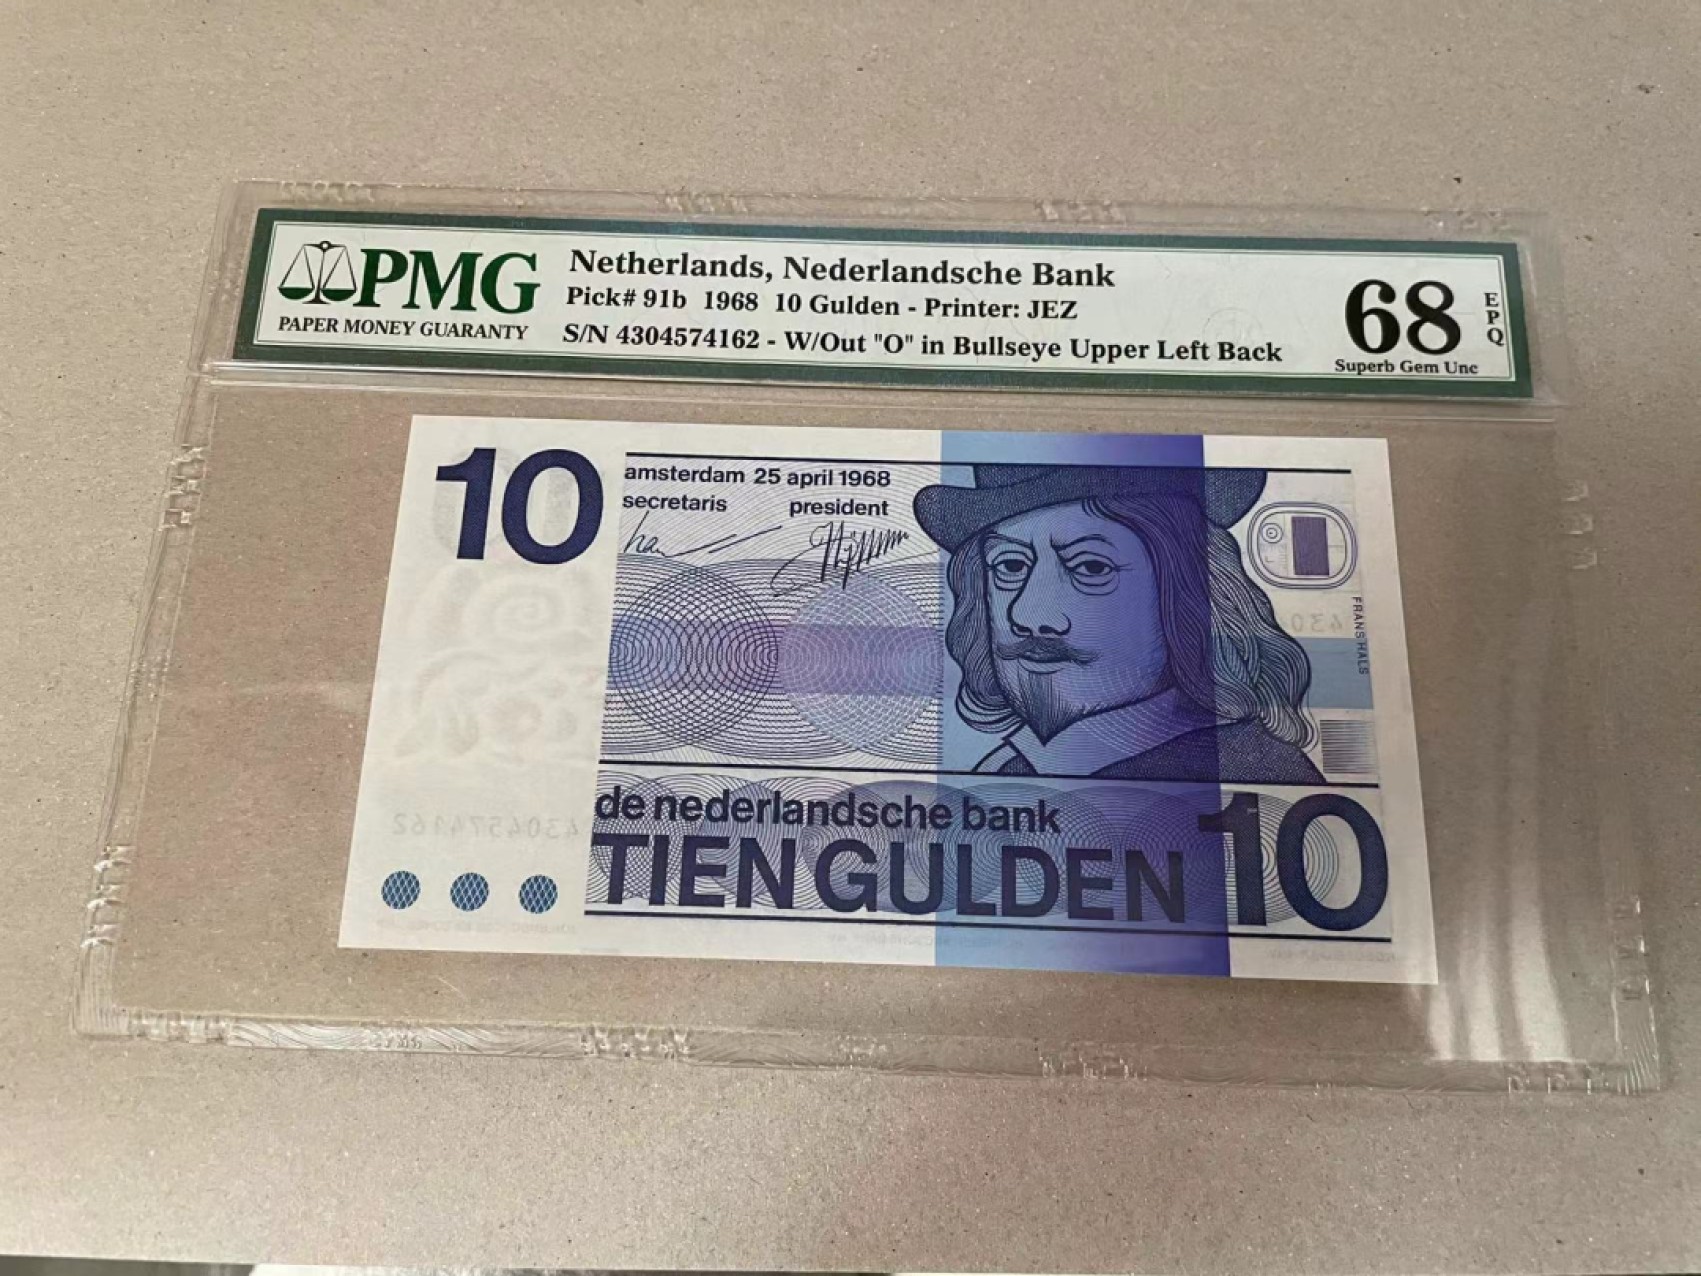 PMG
PAPER MONEY GUARANTY
Netherlands, Nederlandsche Bank
Pick# 91b 1968 10 Gulden - Printer: JEZ
S/N 4304574162 - W/Out "O" in Bullseye Upper Left Back
68
EPQ
Superb Gem Unc
10
amsterdam 25 april 1968
secretaris president
FRANS HALS
de nederlandsche bank
TIEN GULDEN
10